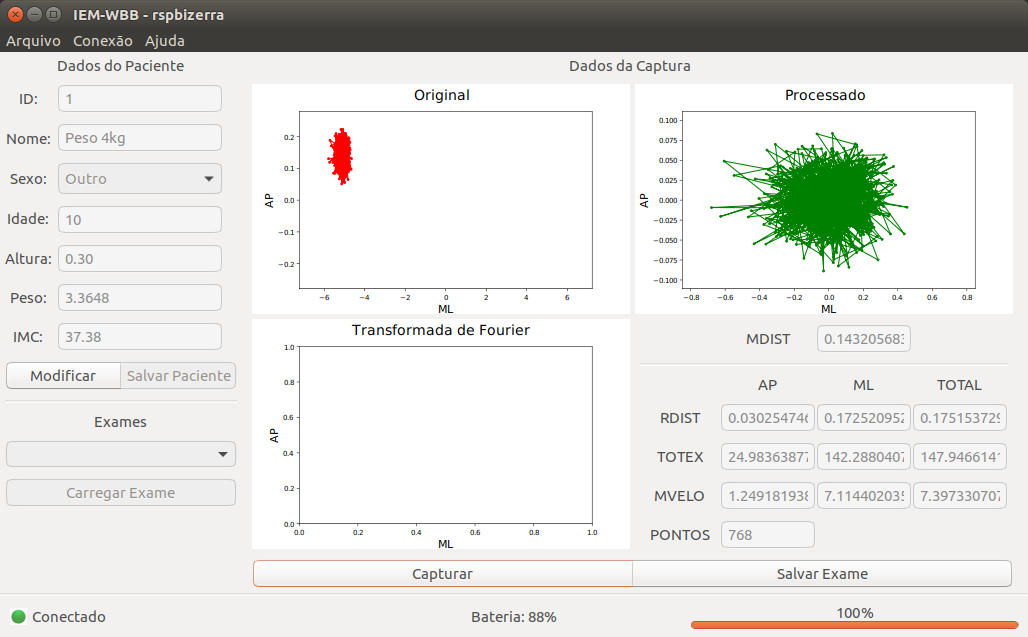 IEM-WBB - rspbizerra
Arquivo Conexão Ajuda
Dados do Paciente
ID: 1
Nome: Peso 4kg
Sexo: Outro
Idade: 10
Altura: 0.30
Peso: 3.3648
IMC: 37.38
Modificar Salvar Paciente
Exames
Carregar Exame
Dados da Captura
Original
AP
0.2
0.1
0.0
−0.1
−0.2
−6 −4 −2 0 2 4 6
ML
Processado
AP
0.100
0.075
0.050
0.025
0.000
−0.025
−0.050
−0.075
−0.100
−0.8 −0.6 −0.4 −0.2 0.0 0.2 0.4 0.6 0.8
ML
Transformada de Fourier
AP
1.0
0.8
0.6
0.4
0.2
0.0
0.0 0.2 0.4 0.6 0.8 1.0
ML
MDIST 0.143205683
AP ML TOTAL
RDIST 0.03025474 0.172520952 0.175153729
TOTEX 24.98363877 142.2880407 147.9466141
MVELO 1.249181938 7.114402035 7.397330707
PONTOS 768
Capturar Salvar Exame
Conectado Bateria: 88% 100%